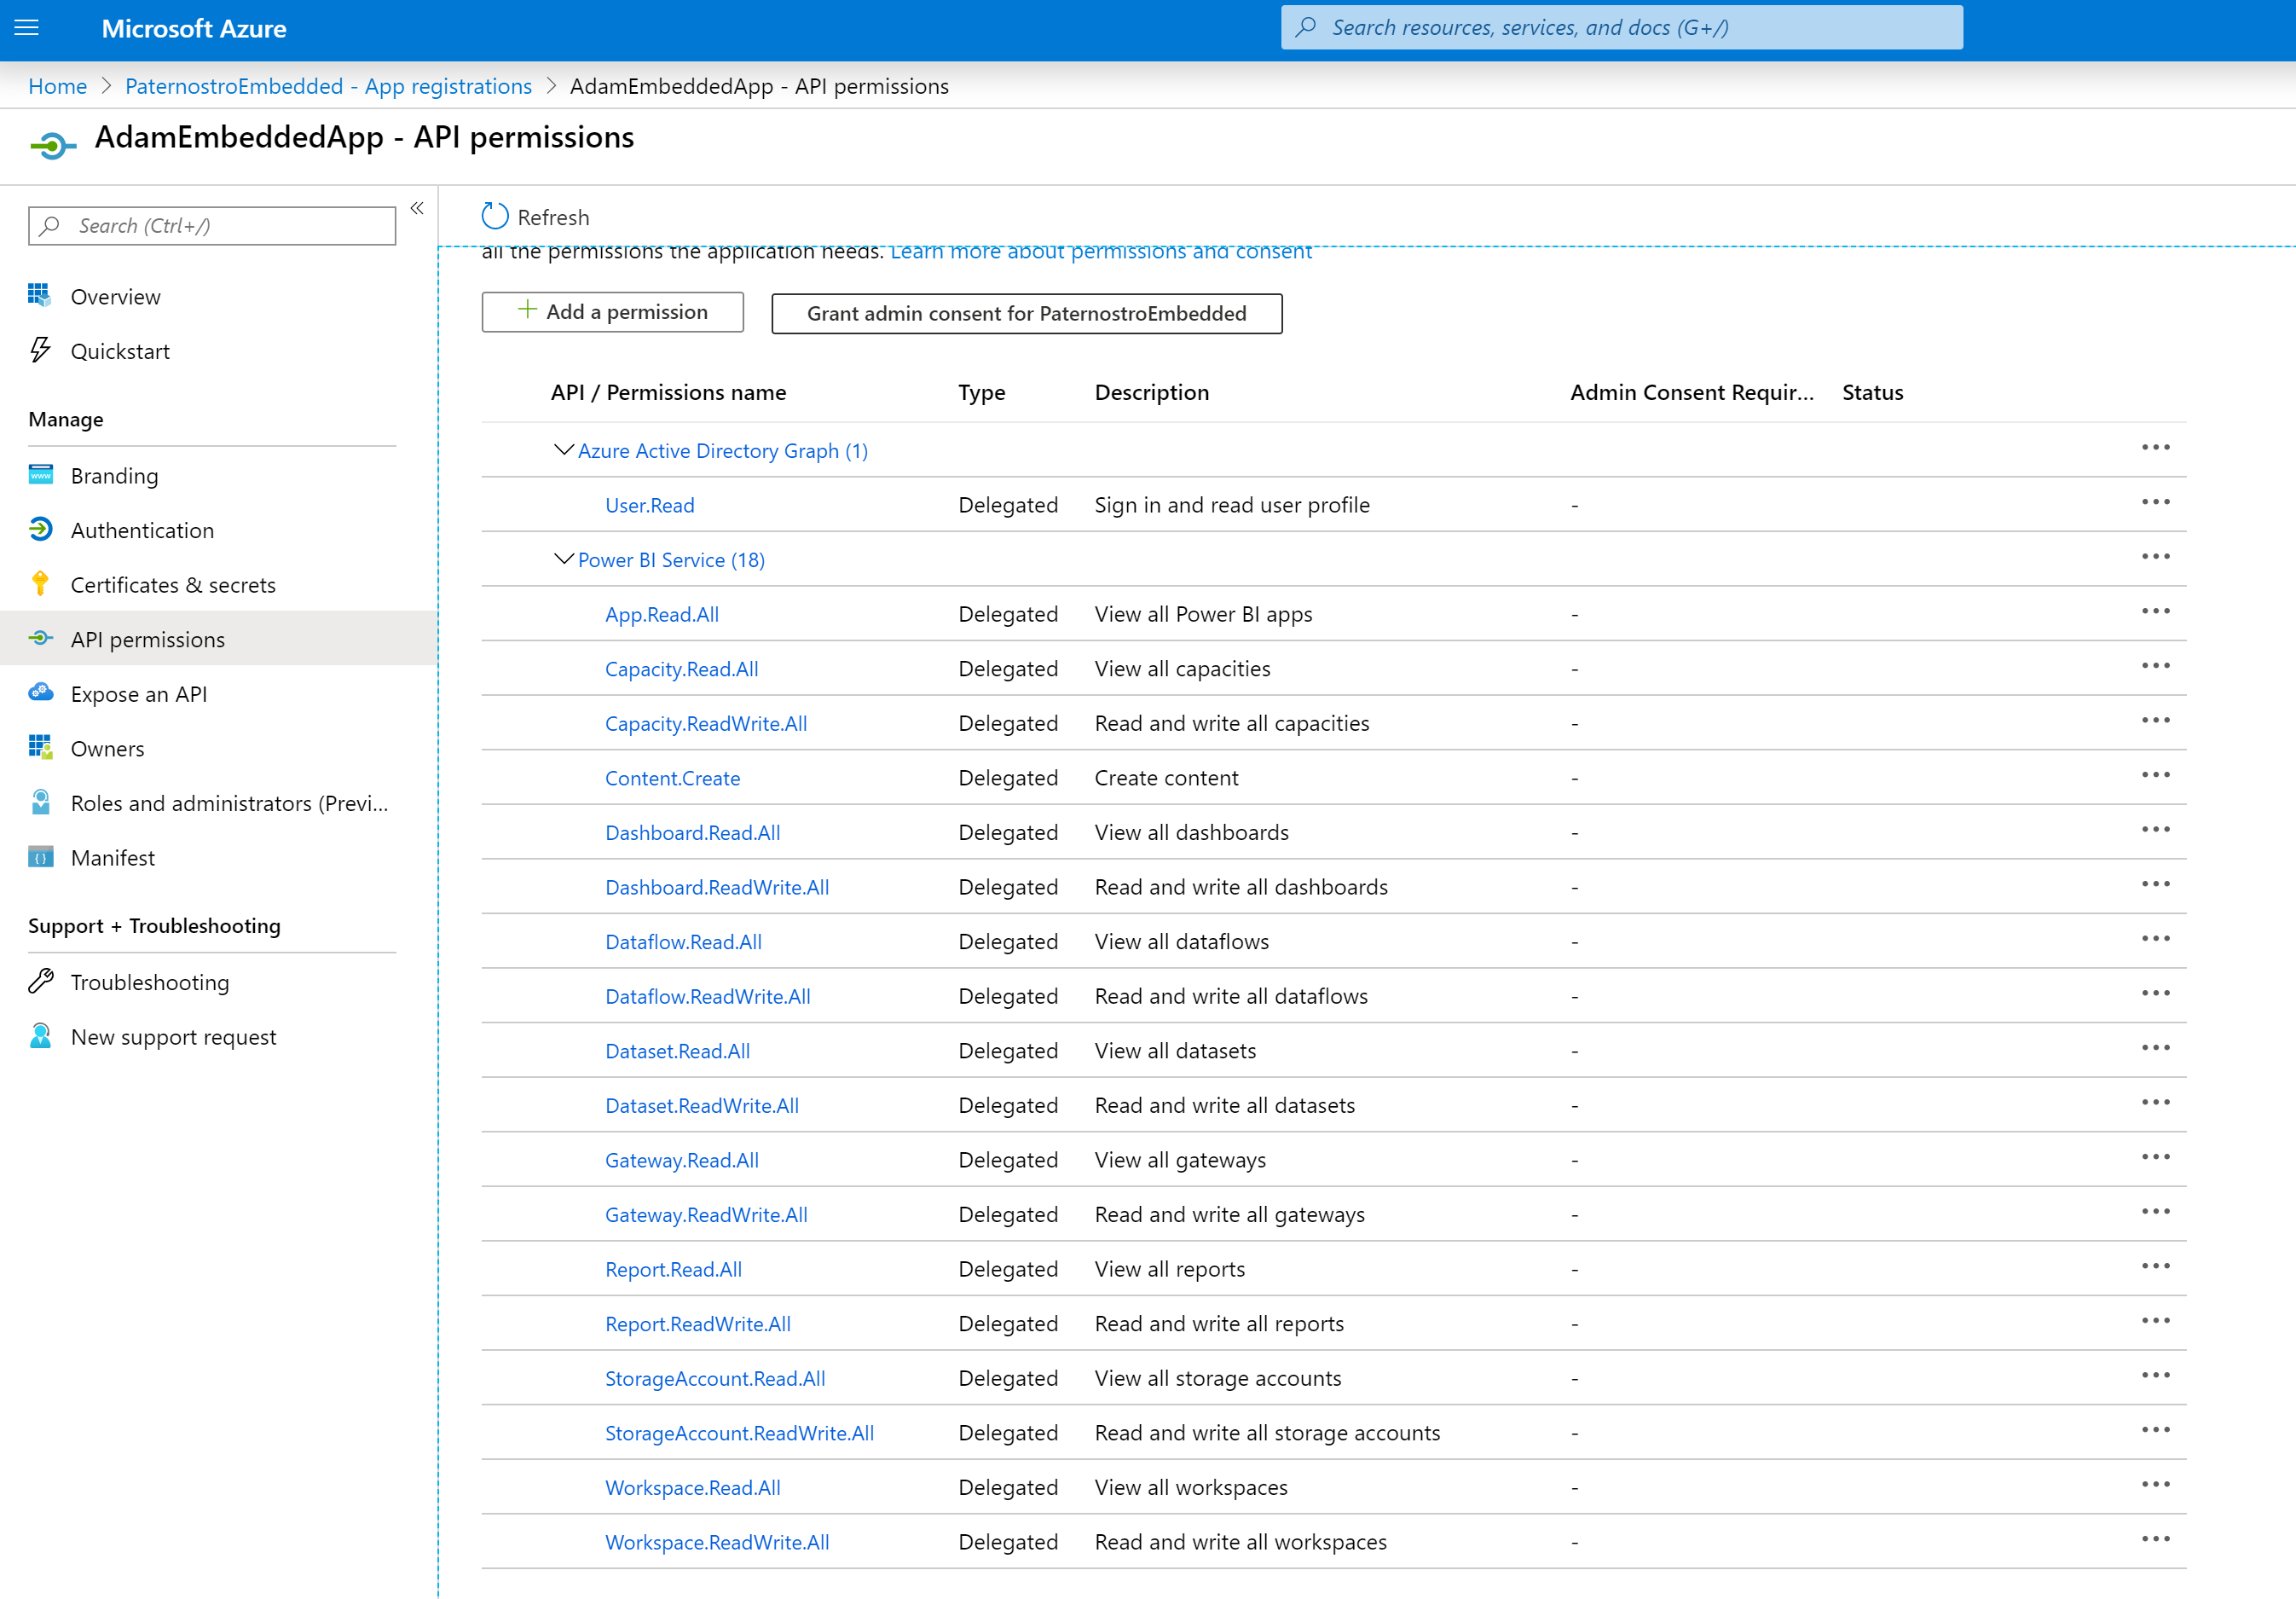 Microsoft Azure
Search resources, services, and docs (G+/)
Home > PaternostroEmbedded - App registrations > AdamEmbeddedApp - API permissions
AdamEmbeddedApp - API permissions
Search (Ctrl+/)
«
Overview
Quickstart
Manage
Branding
Authentication
Certificates & secrets
API permissions
Expose an API
Owners
Roles and administrators (Previ...
Manifest
Support + Troubleshooting
Troubleshooting
New support request
Refresh
all the permissions the application needs. Learn more about permissions and consent
+ Add a permission
Grant admin consent for PaternostroEmbedded
API / Permissions name Type Description Admin Consent Requir... Status
Azure Active Directory Graph (1) ...
User.Read Delegated Sign in and read user profile - ...
Power BI Service (18) ...
App.Read.All Delegated View all Power BI apps - ...
Capacity.Read.All Delegated View all capacities - ...
Capacity.ReadWrite.All Delegated Read and write all capacities - ...
Content.Create Delegated Create content - ...
Dashboard.Read.All Delegated View all dashboards - ...
Dashboard.ReadWrite.All Delegated Read and write all dashboards - ...
Dataflow.Read.All Delegated View all dataflows - ...
Dataflow.ReadWrite.All Delegated Read and write all dataflows - ...
Dataset.Read.All Delegated View all datasets - ...
Dataset.ReadWrite.All Delegated Read and write all datasets - ...
Gateway.Read.All Delegated View all gateways - ...
Gateway.ReadWrite.All Delegated Read and write all gateways - ...
Report.Read.All Delegated View all reports - ...
Report.ReadWrite.All Delegated Read and write all reports - ...
StorageAccount.Read.All Delegated View all storage accounts - ...
StorageAccount.ReadWrite.All Delegated Read and write all storage accounts - ...
Workspace.Read.All Delegated View all workspaces - ...
Workspace.ReadWrite.All Delegated Read and write all workspaces - ...